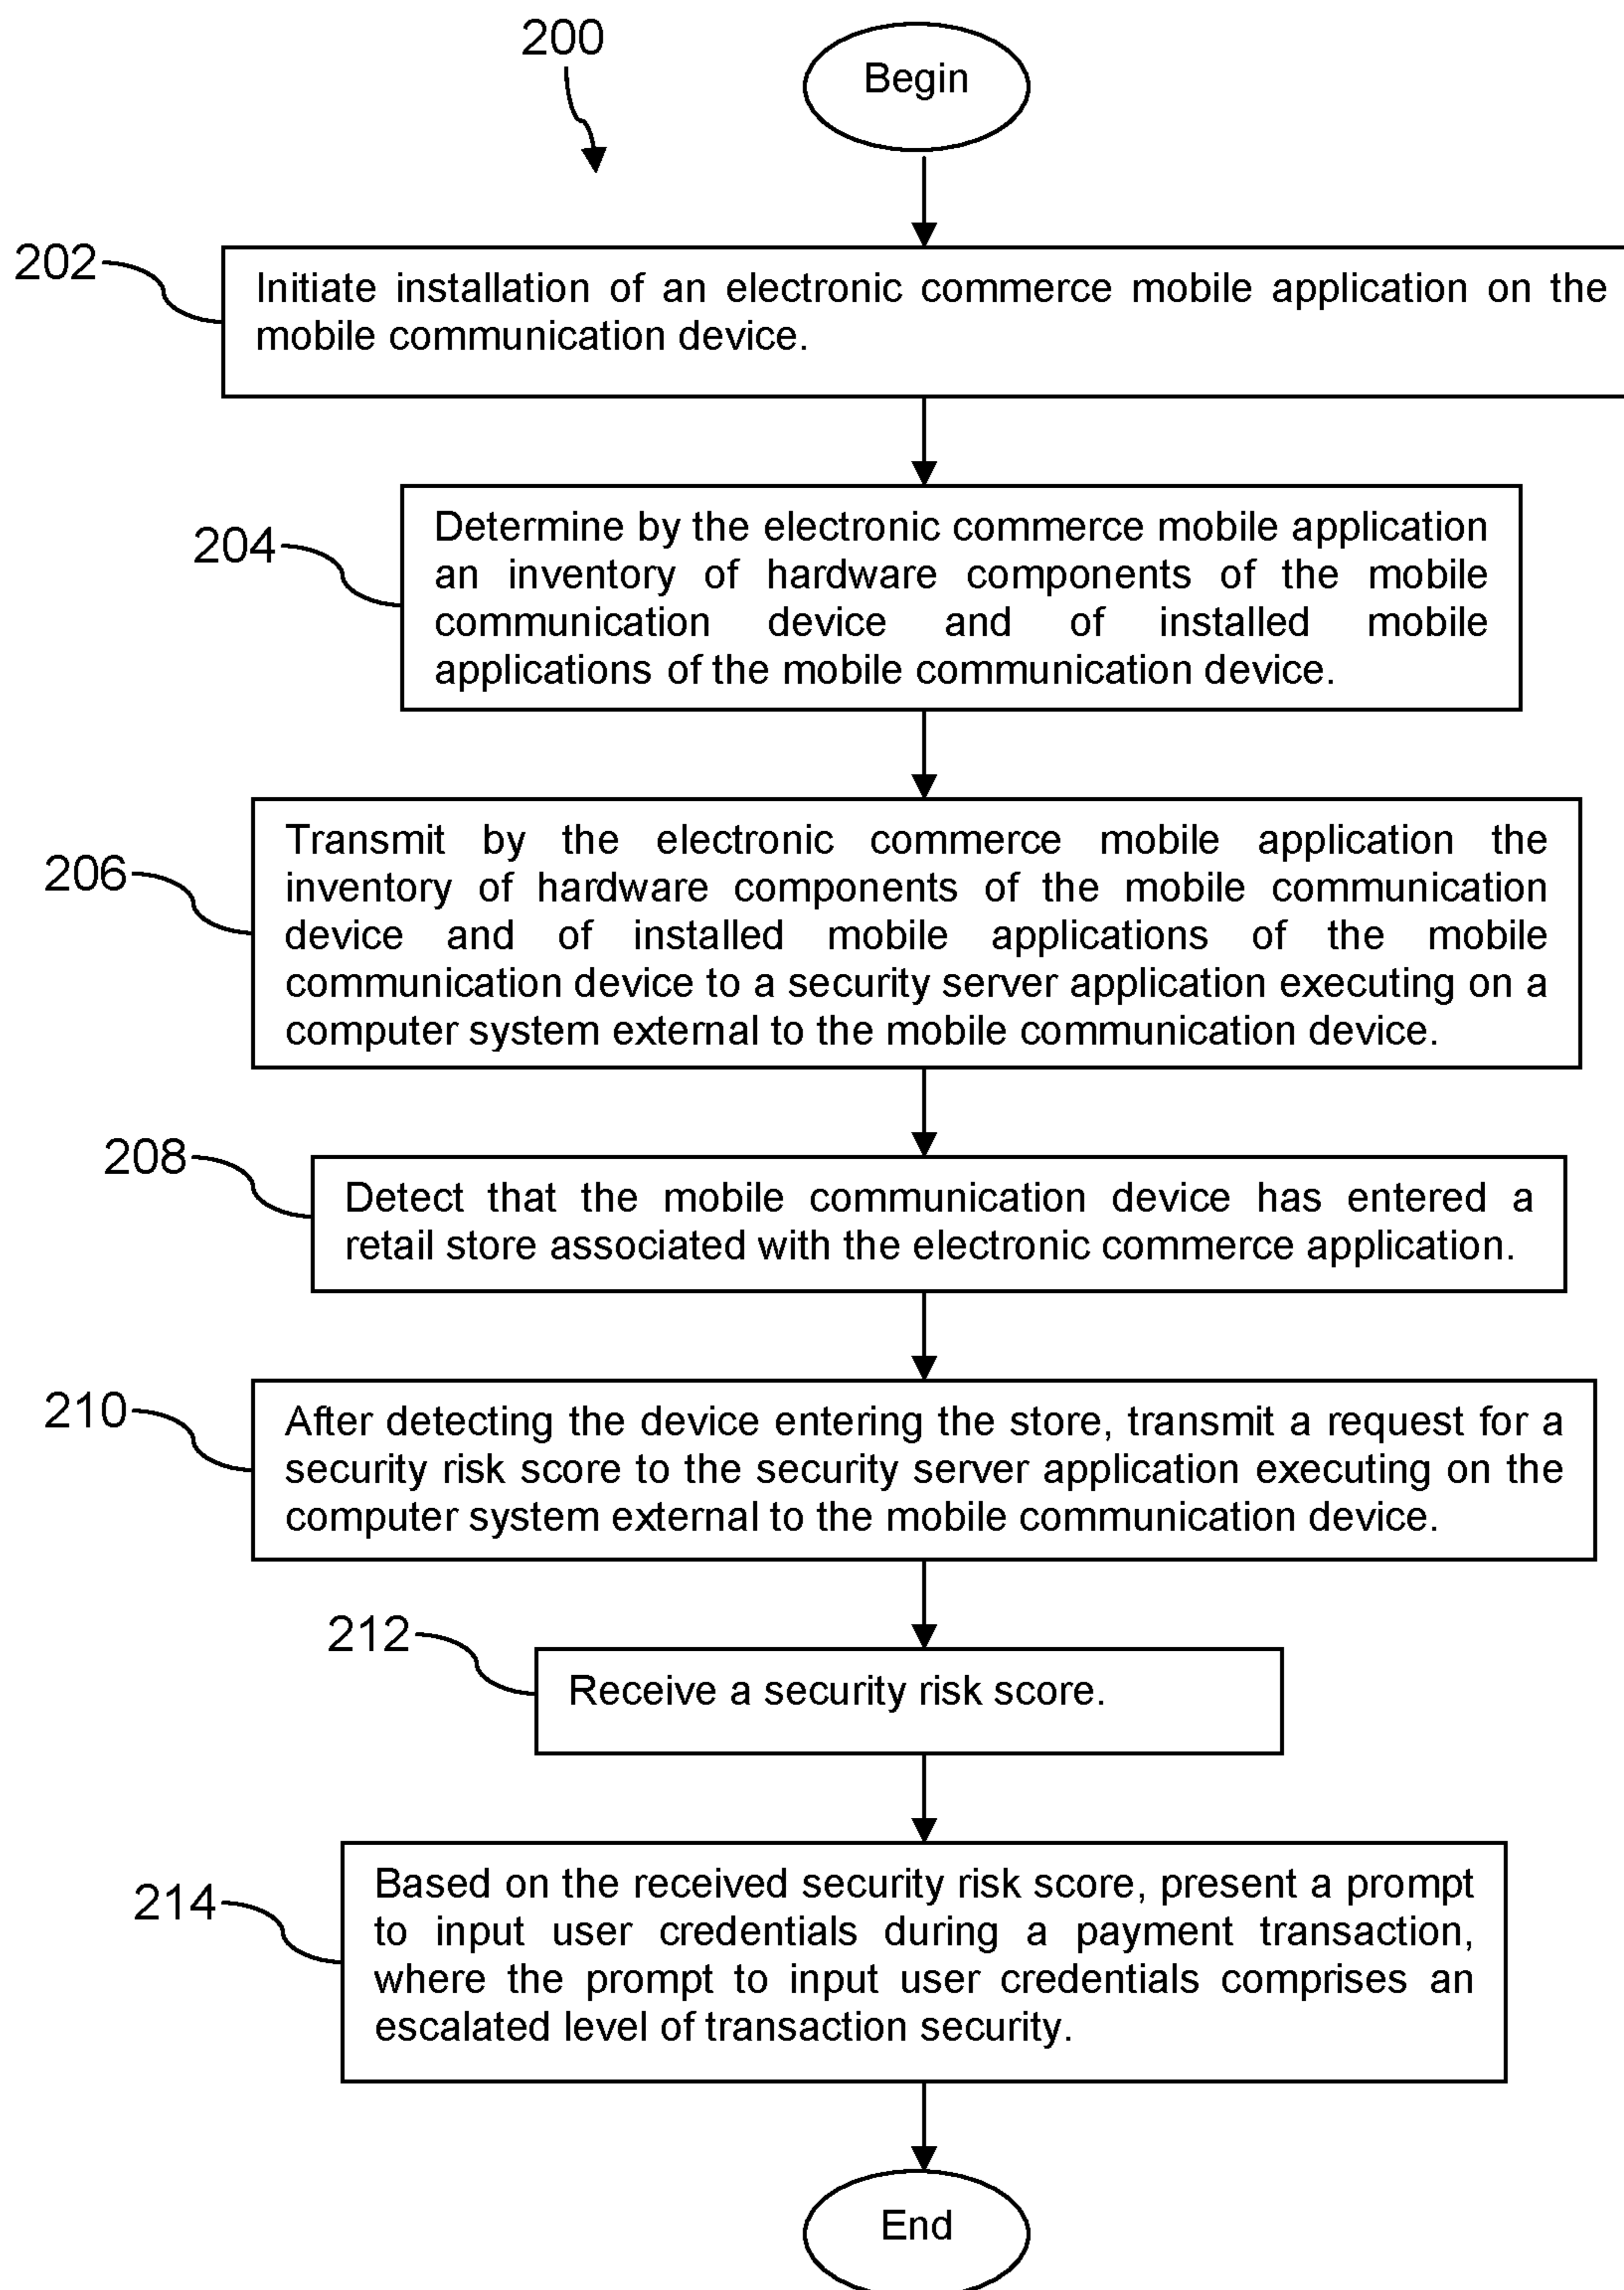 200
Begin
202
Initiate installation of an electronic commerce mobile application on the
mobile communication device.
204
Determine by the electronic commerce mobile application
an inventory of hardware components of the mobile
communication device and of installed mobile
applications of the mobile communication device.
206
Transmit by the electronic commerce mobile application the
inventory of hardware components of the mobile communication
device and of installed mobile applications of the mobile
communication device to a security server application executing on a
computer system external to the mobile communication device.
208
Detect that the mobile communication device has entered a
retail store associated with the electronic commerce application.
210
After detecting the device entering the store, transmit a request for a
security risk score to the security server application executing on the
computer system external to the mobile communication device.
212
Receive a security risk score.
214
Based on the received security risk score, present a prompt
to input user credentials during a payment transaction,
where the prompt to input user credentials comprises an
escalated level of transaction security.
End